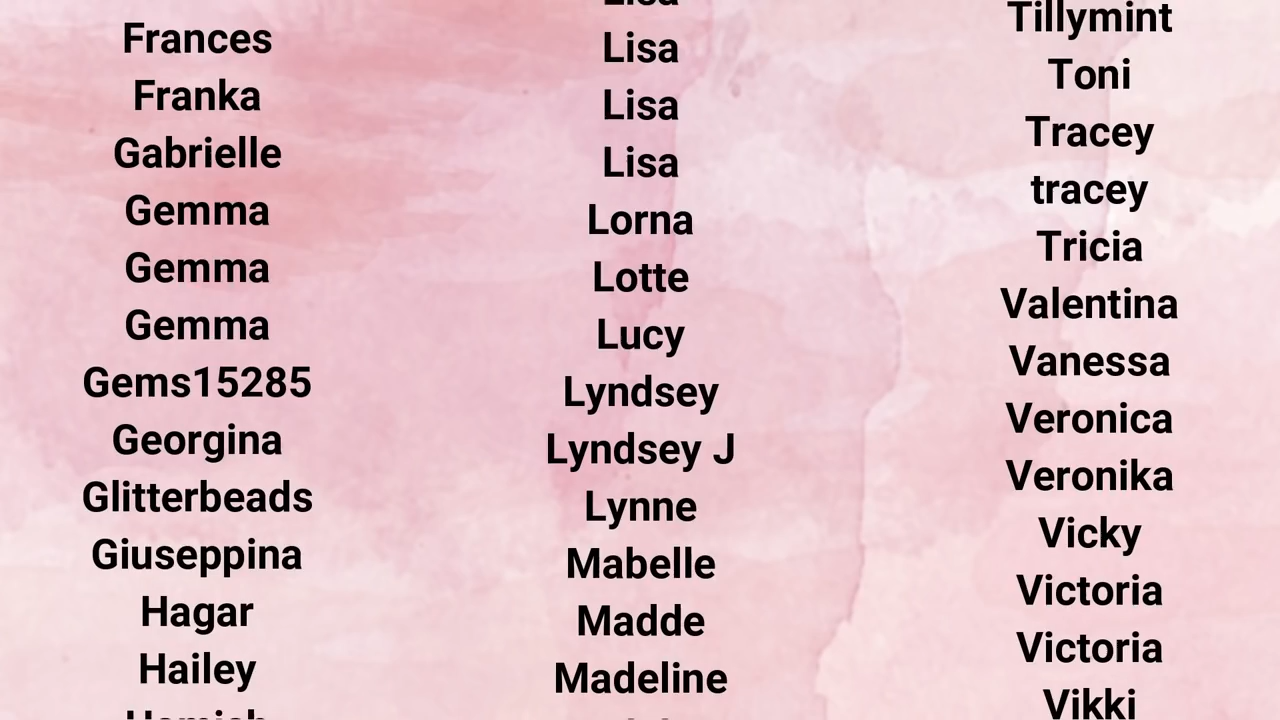 Frances
Franka
Gabrielle
Gemma
Gemma
Gemma
Gems15285
Georgina
Glitterbeads
Giuseppina
Hagar
Hailey
Lisa
Lisa
Lisa
Lisa
Lorna
Lotte
Lucy
Lyndsey
Lyndsey J
Lynne
Mabelle
Madde
Madeline
Tillymint
Toni
Tracey
tracey
Tricia
Valentina
Vanessa
Veronica
Veronika
Vicky
Victoria
Victoria
Vikki